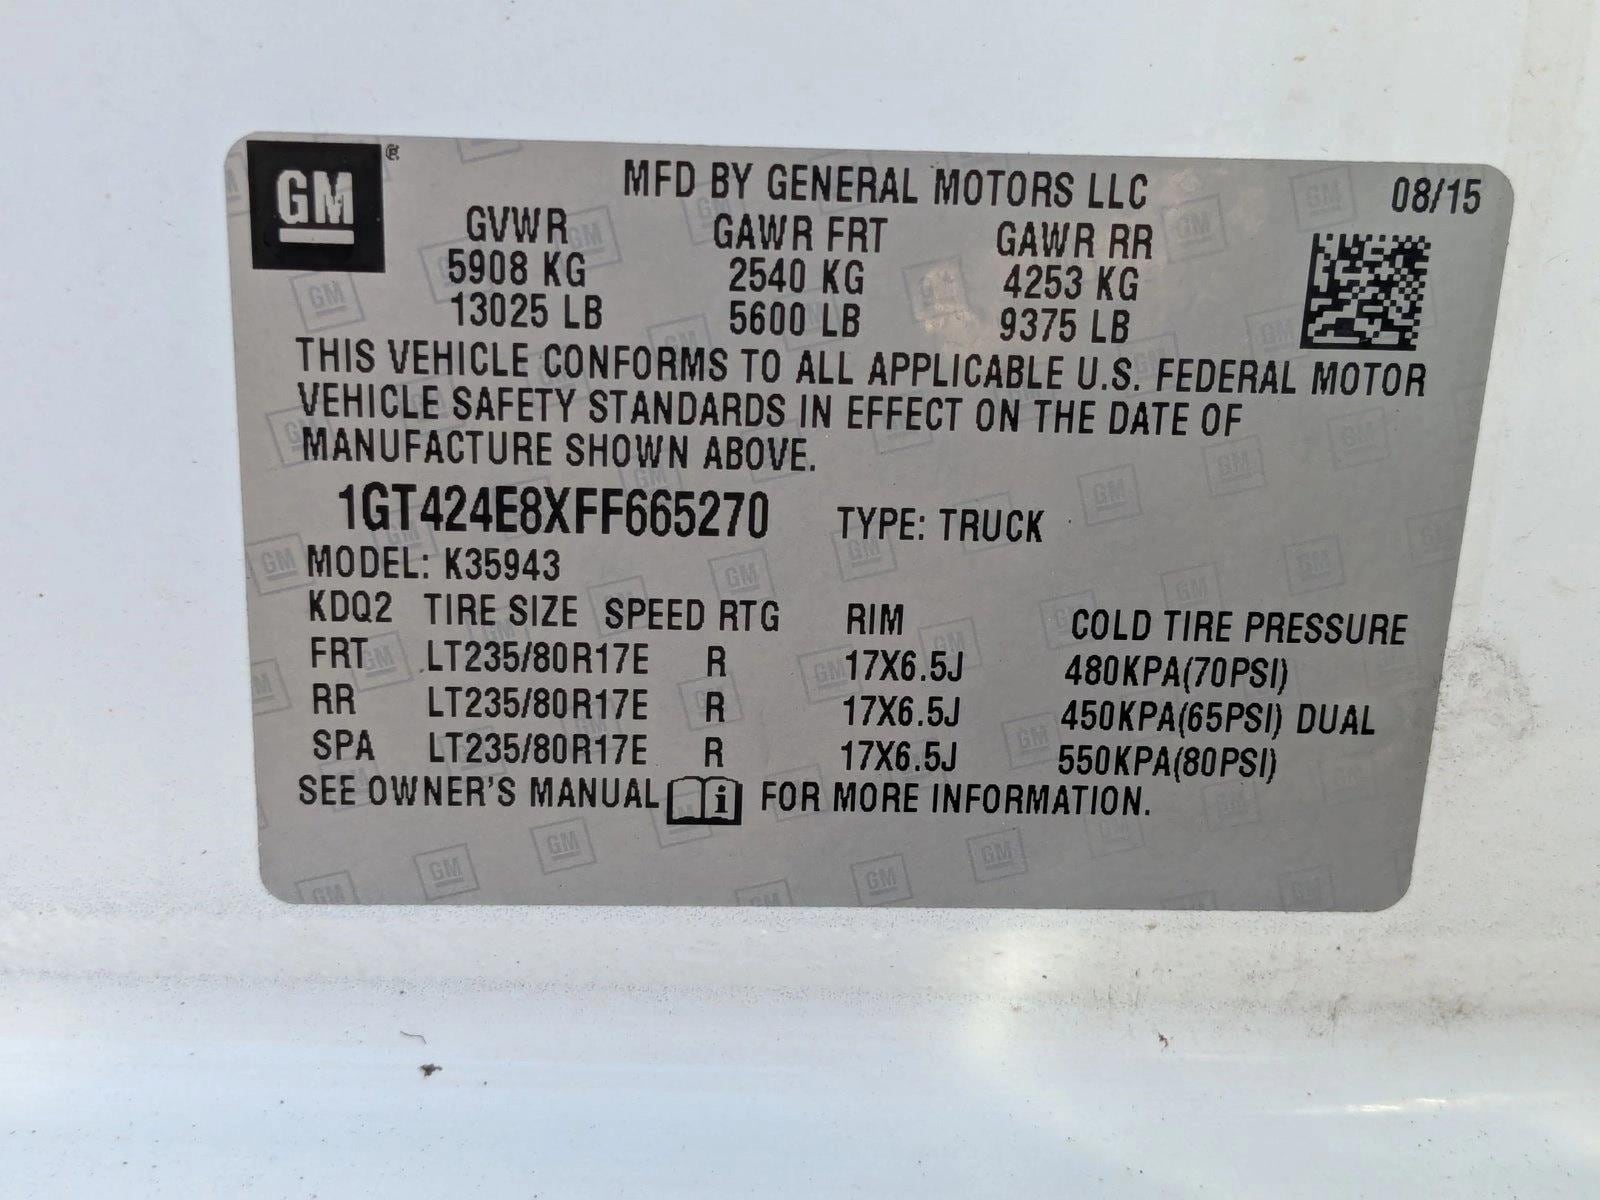 GM ®
MFD BY GENERAL MOTORS LLC 08/15
GVWR GAWR FRT GAWR RR
5908 KG 2540 KG 4253 KG
13025 LB 5600 LB 9375 LB
THIS VEHICLE CONFORMS TO ALL APPLICABLE U.S. FEDERAL MOTOR
VEHICLE SAFETY STANDARDS IN EFFECT ON THE DATE OF
MANUFACTURE SHOWN ABOVE.
1GT424E8XFF665270 TYPE: TRUCK
MODEL: K35943
KDQ2 TIRE SIZE SPEED RTG RIM COLD TIRE PRESSURE
FRT LT235/80R17E R 17X6.5J 480KPA(70PSI)
RR LT235/80R17E R 17X6.5J 450KPA(65PSI) DUAL
SPA LT235/80R17E R 17X6.5J 550KPA(80PSI)
SEE OWNER'S MANUAL i FOR MORE INFORMATION.